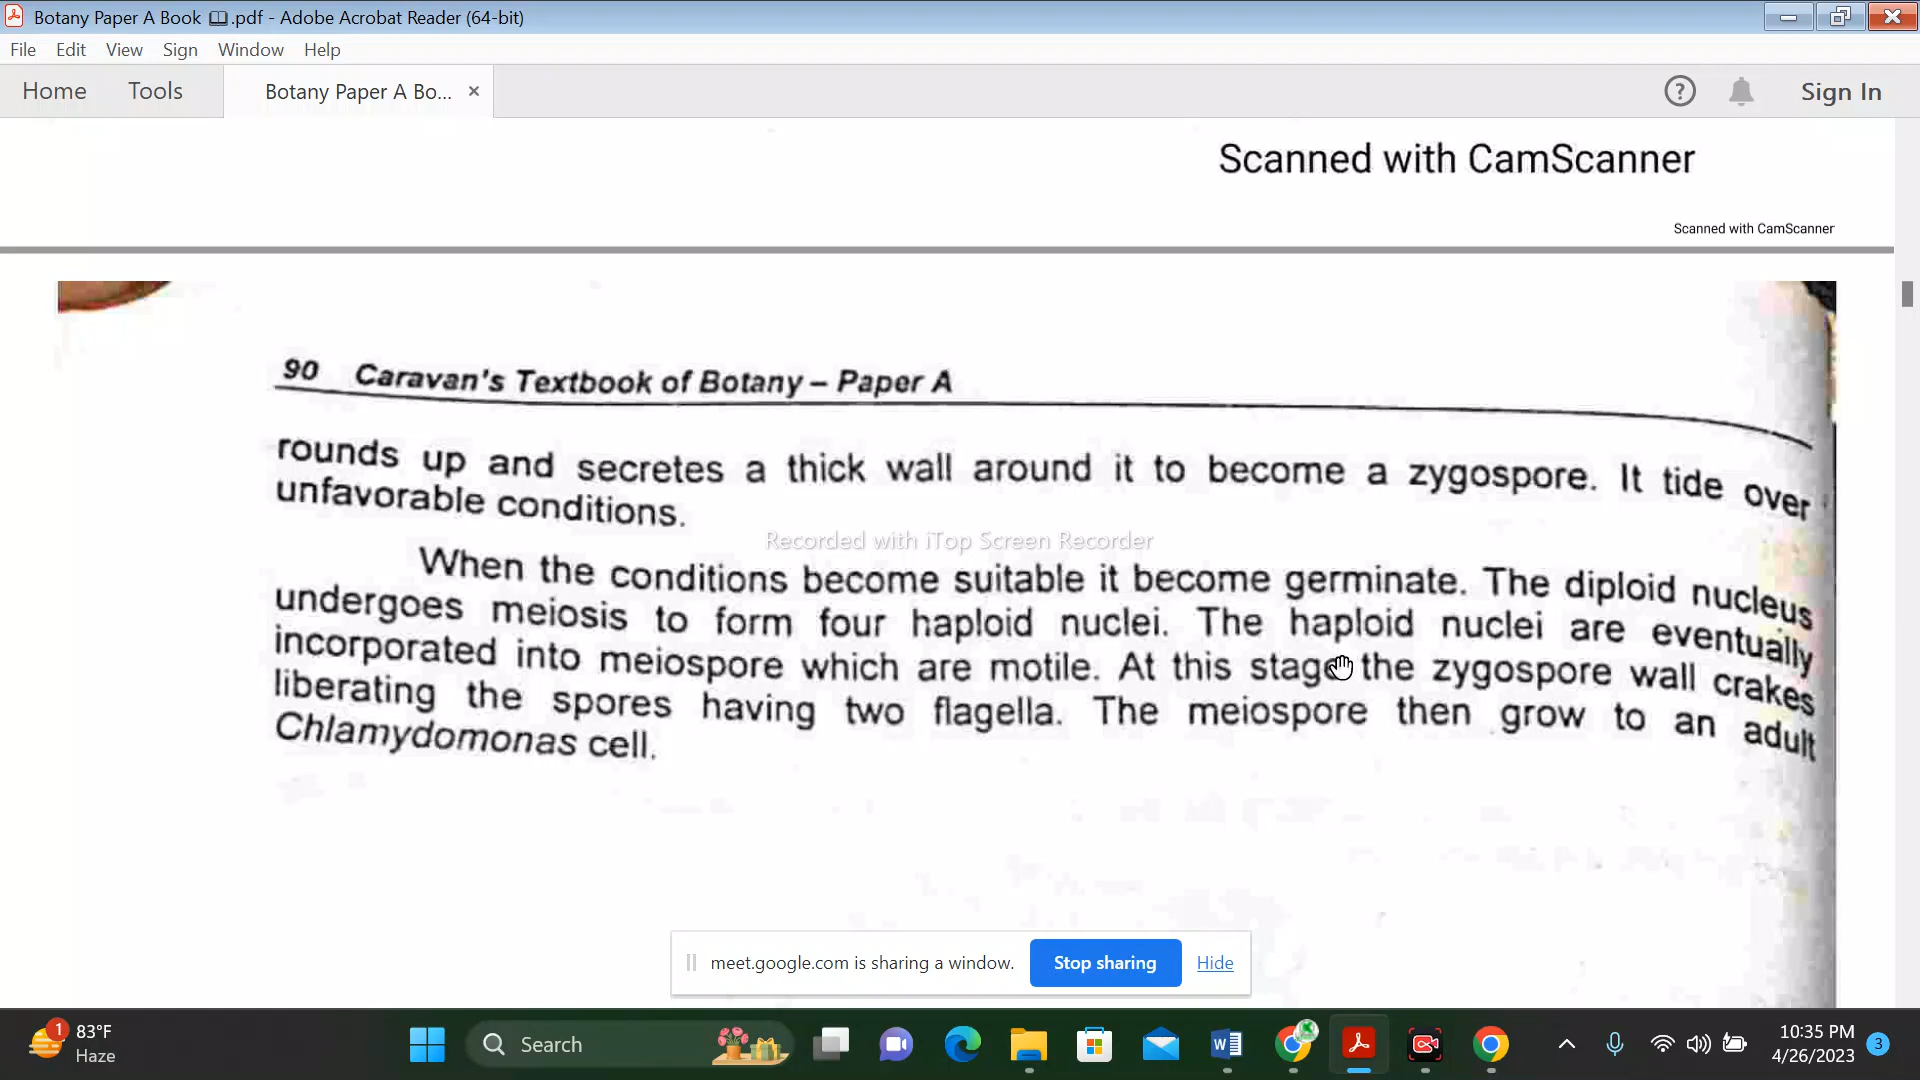 Botany Paper A Book 📖.pdf - Adobe Acrobat Reader (64-bit)
File Edit View Sign Window Help
Home Tools Botany Paper A Bo... × ? Sign In
Scanned with CamScanner
Scanned with CamScanner
90 Caravan's Textbook of Botany – Paper A
rounds up and secretes a thick wall around it to become a zygospore. It tide over
unfavorable conditions.
Recorded with iTop Screen Recorder
When the conditions become suitable it become germinate. The diploid nucleus
undergoes meiosis to form four haploid nuclei. The haploid nuclei are eventually
incorporated into meiospore which are motile. At this stage the zygospore wall crakes
liberating the spores having two flagella. The meiospore then grow to an adult
Chlamydomonas cell.
meet.google.com is sharing a window. Stop sharing Hide
1 83°F
Haze
Search
10:35 PM
4/26/2023 3